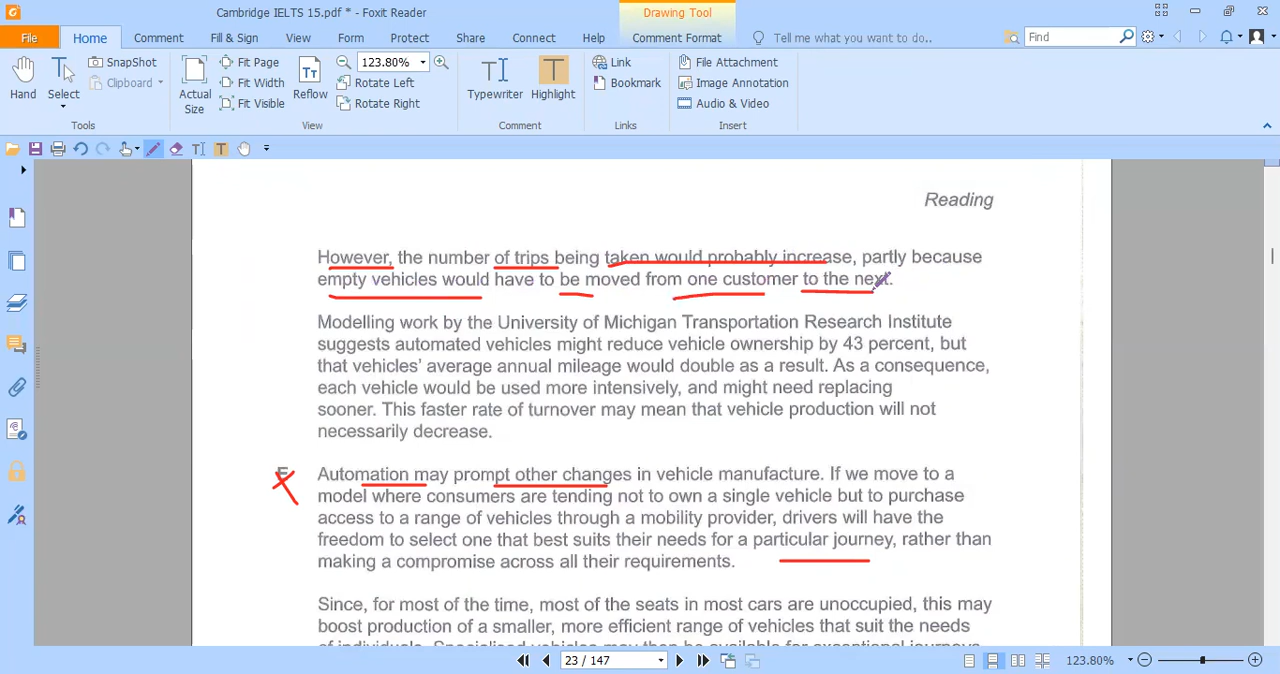 Cambridge IELTS 15.pdf * - Foxit Reader
Drawing Tool
File Home Comment Fill & Sign View Form Protect Share Connect Help Comment Format Tell me what you want to do.. Find
SnapShot Fit Page 123.80% Rotate Left Link File Attachment
Clipboard Fit Width Rotate Right Bookmark Image Annotation
Hand Select Actual Size Fit Visible Reflow Typewriter Highlight Audio & Video
Tools View Comment Links Insert
Reading
However, the number of trips being taken would probably increase, partly because
empty vehicles would have to be moved from one customer to the next.
Modelling work by the University of Michigan Transportation Research Institute
suggests automated vehicles might reduce vehicle ownership by 43 percent, but
that vehicles' average annual mileage would double as a result. As a consequence,
each vehicle would be used more intensively, and might need replacing
sooner. This faster rate of turnover may mean that vehicle production will not
necessarily decrease.
Automation may prompt other changes in vehicle manufacture. If we move to a
model where consumers are tending not to own a single vehicle but to purchase
access to a range of vehicles through a mobility provider, drivers will have the
freedom to select one that best suits their needs for a particular journey, rather than
making a compromise across all their requirements.
Since, for most of the time, most of the seats in most cars are unoccupied, this may
boost production of a smaller, more efficient range of vehicles that suit the needs
of individuals. Specialised vehicles may then be available for exceptional journeys
23 / 147 123.80%